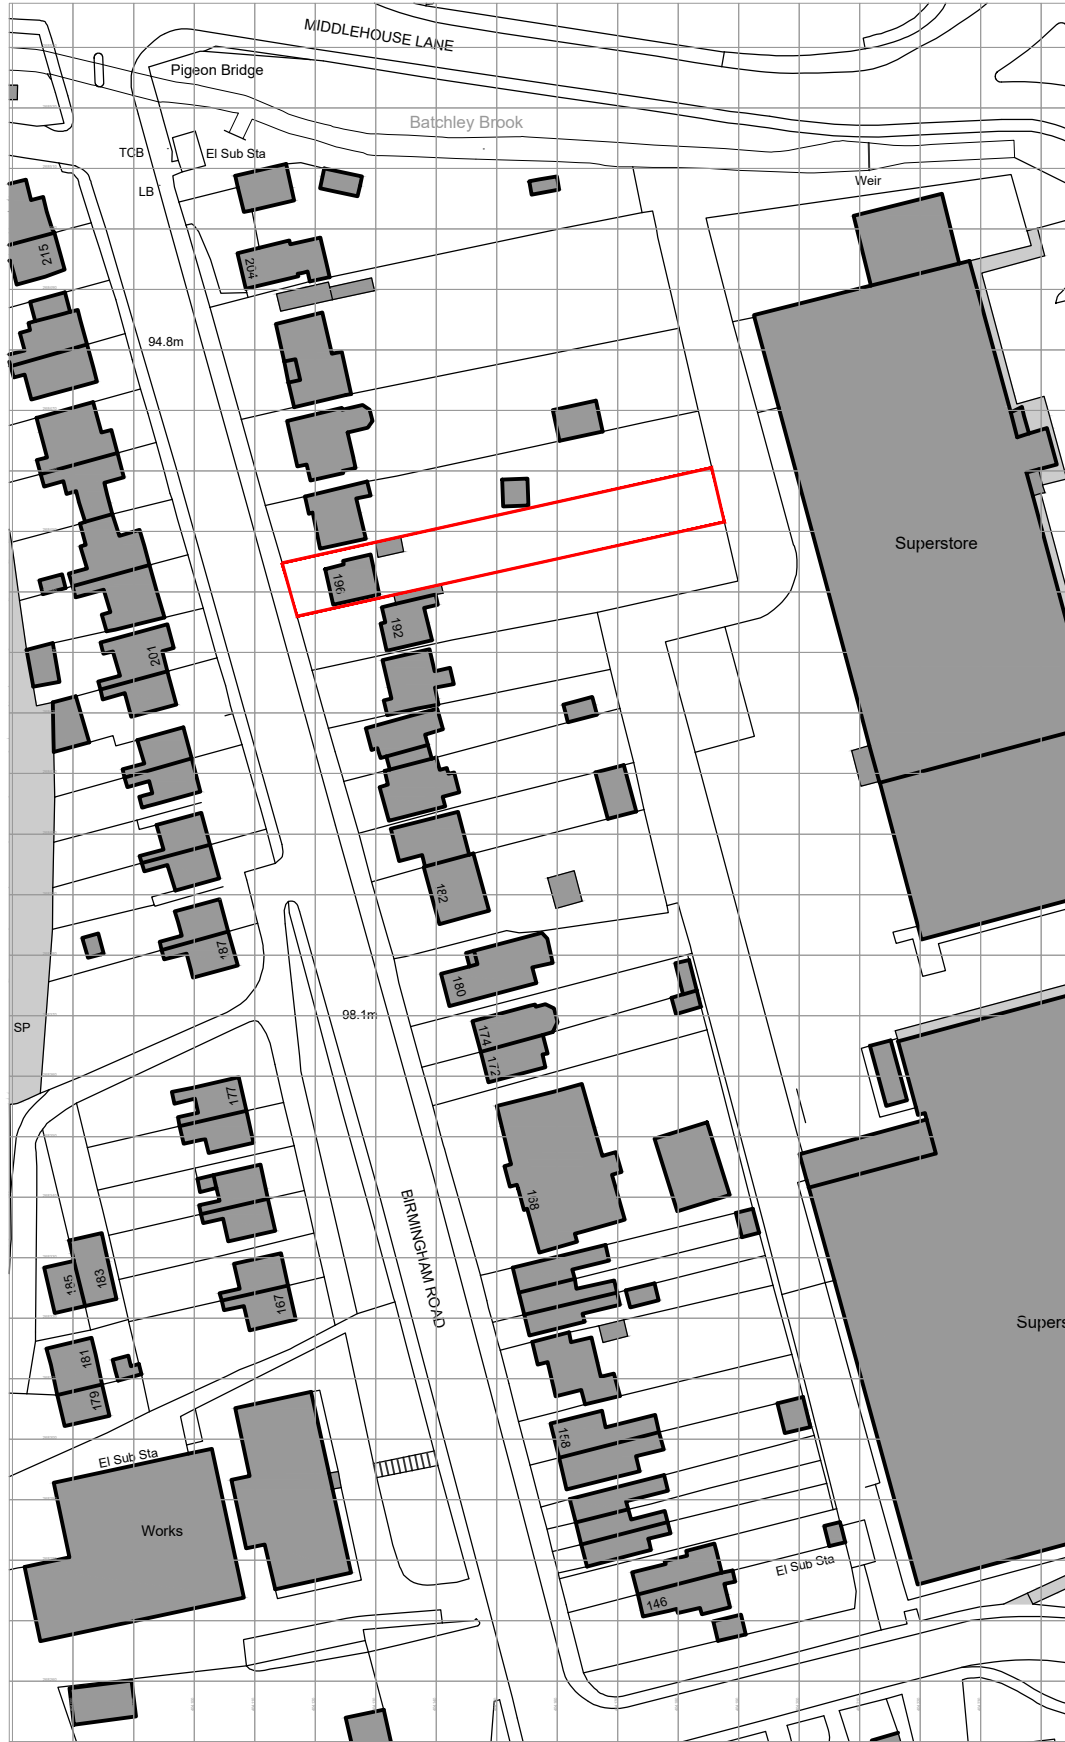 MIDDLEHOUSE LANE
Pigeon Bridge
Batchley Brook
TCB
El Sub Sta
LB
Weir
215
204
94.8m
Superstore
196
192
201
182
187
180
SP
98.1m
174
172
177
168
BIRMINGHAM ROAD
185
183
167
Supers
181
179
158
El Sub Sta
Works
El Sub Sta
146